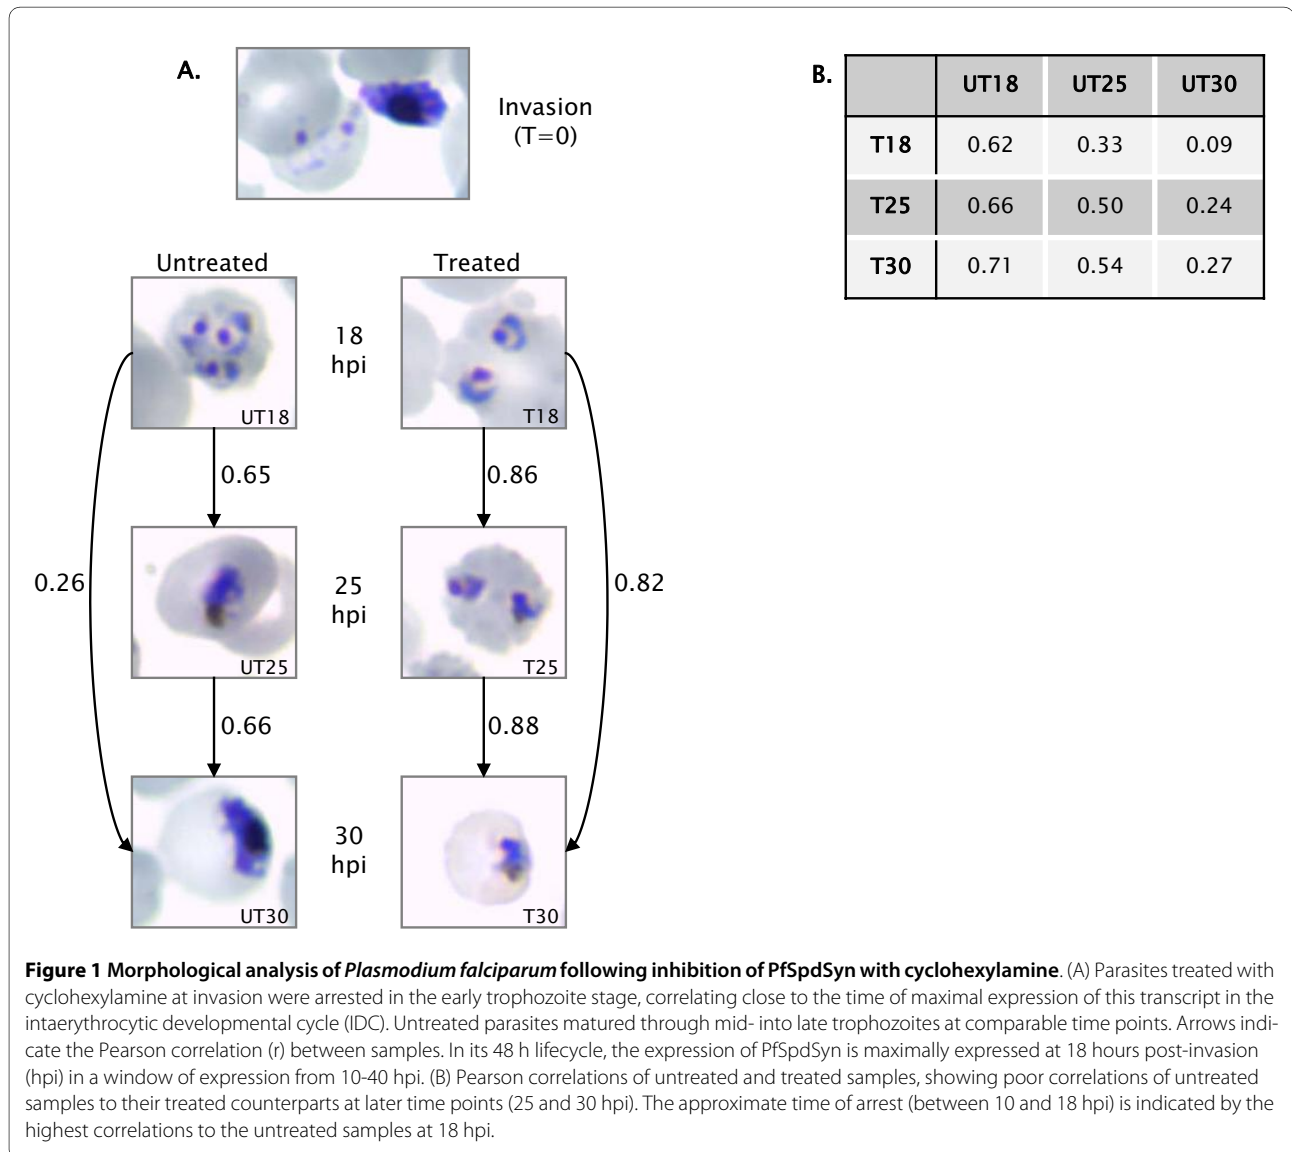 A.
Invasion
(T=0)
B.
UT18 UT25 UT30
T18 0.62 0.33 0.09
T25 0.66 0.50 0.24
T30 0.71 0.54 0.27
Untreated
Treated
18
hpi
UT18
T18
0.65
0.86
0.26
25
hpi
0.82
UT25
T25
0.66
0.88
30
hpi
UT30
T30
Figure 1 Morphological analysis of Plasmodium falciparum following inhibition of PfSpdSyn with cyclohexylamine. (A) Parasites treated with
cyclohexylamine at invasion were arrested in the early trophozoite stage, correlating close to the time of maximal expression of this transcript in the
intaerythrocytic developmental cycle (IDC). Untreated parasites matured through mid- into late trophozoites at comparable time points. Arrows indi-
cate the Pearson correlation (r) between samples. In its 48 h lifecycle, the expression of PfSpdSyn is maximally expressed at 18 hours post-invasion
(hpi) in a window of expression from 10-40 hpi. (B) Pearson correlations of untreated and treated samples, showing poor correlations of untreated
samples to their treated counterparts at later time points (25 and 30 hpi). The approximate time of arrest (between 10 and 18 hpi) is indicated by the
highest correlations to the untreated samples at 18 hpi.